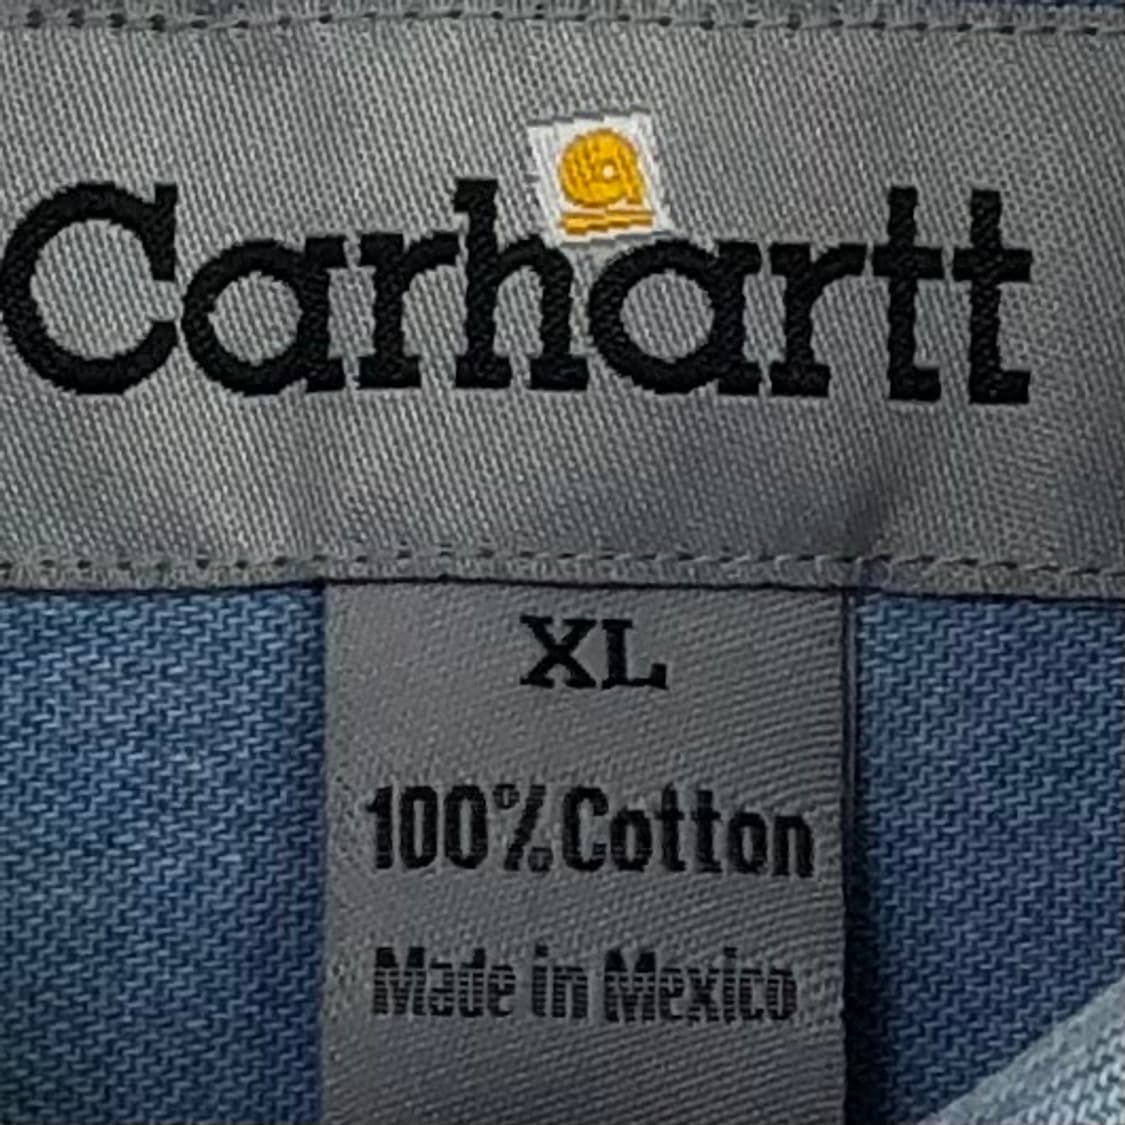 Carhartt
XL
100% Cotton
Made in Mexico